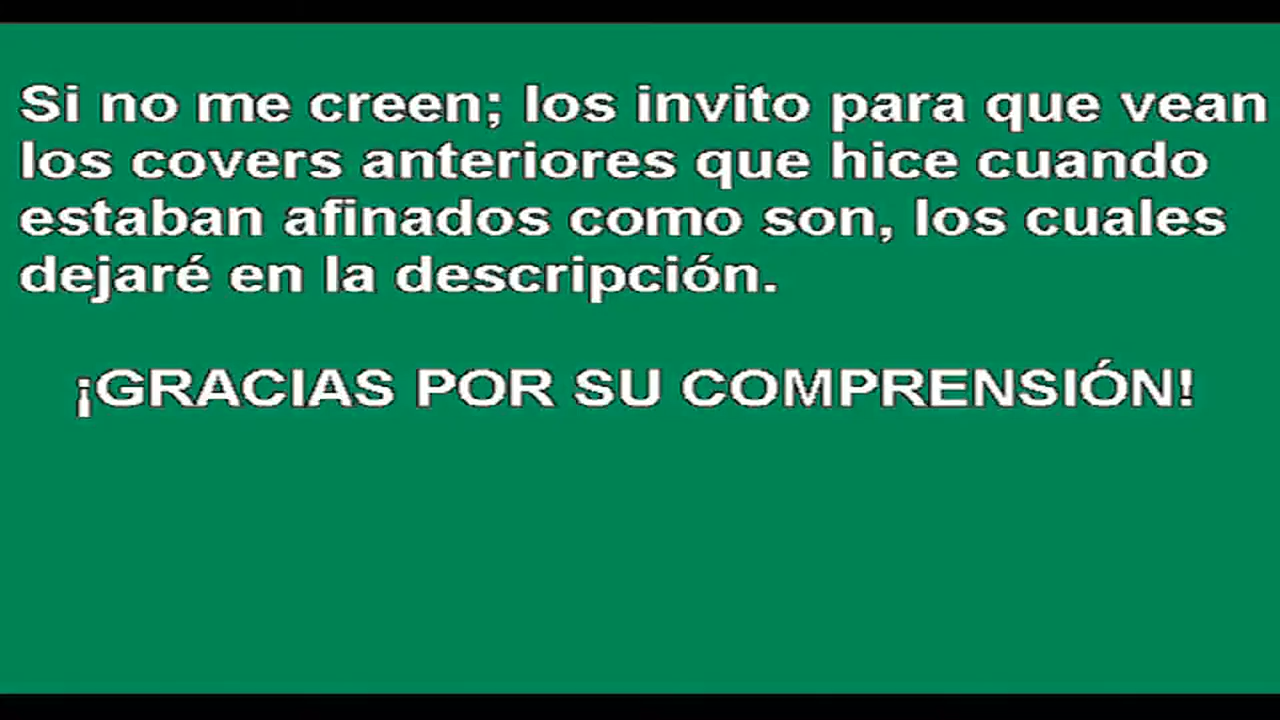 Si no me creen; los invito para que vean
los covers anteriores que hice cuando
estaban afinados como son, los cuales
dejaré en la descripción.
¡GRACIAS POR SU COMPRENSIÓN!